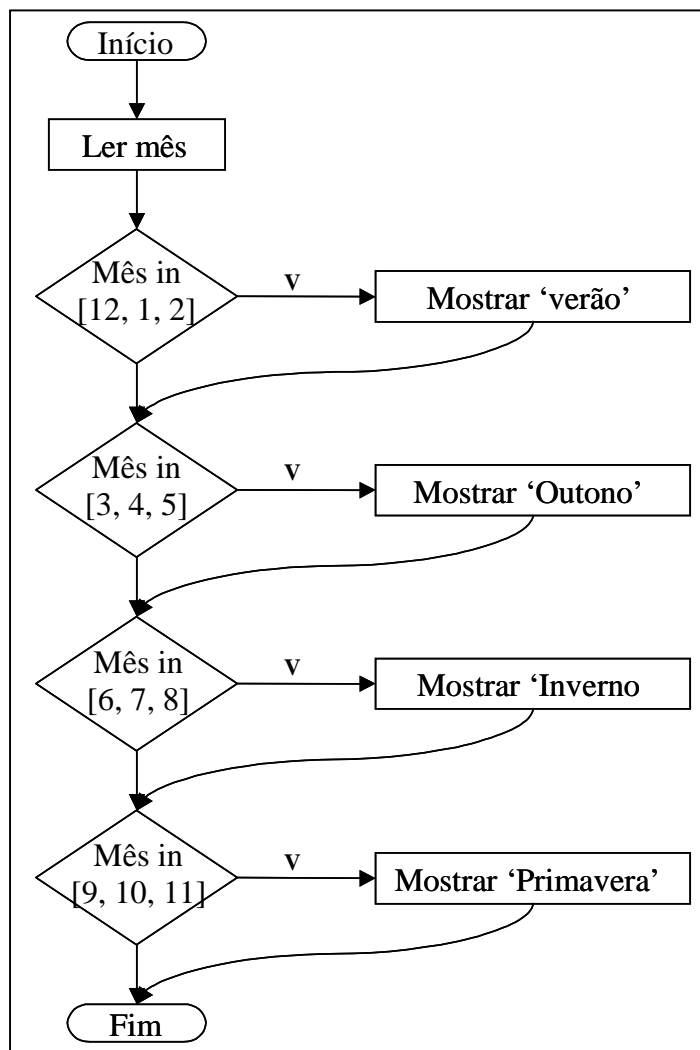 Início
Ler mês
Mês in
[12, 1, 2]
v
Mostrar ‘verão’
Mês in
[3, 4, 5]
v
Mostrar ‘Outono’
Mês in
[6, 7, 8]
v
Mostrar ‘Inverno
Mês in
[9, 10, 11]
v
Mostrar ‘Primavera’
Fim